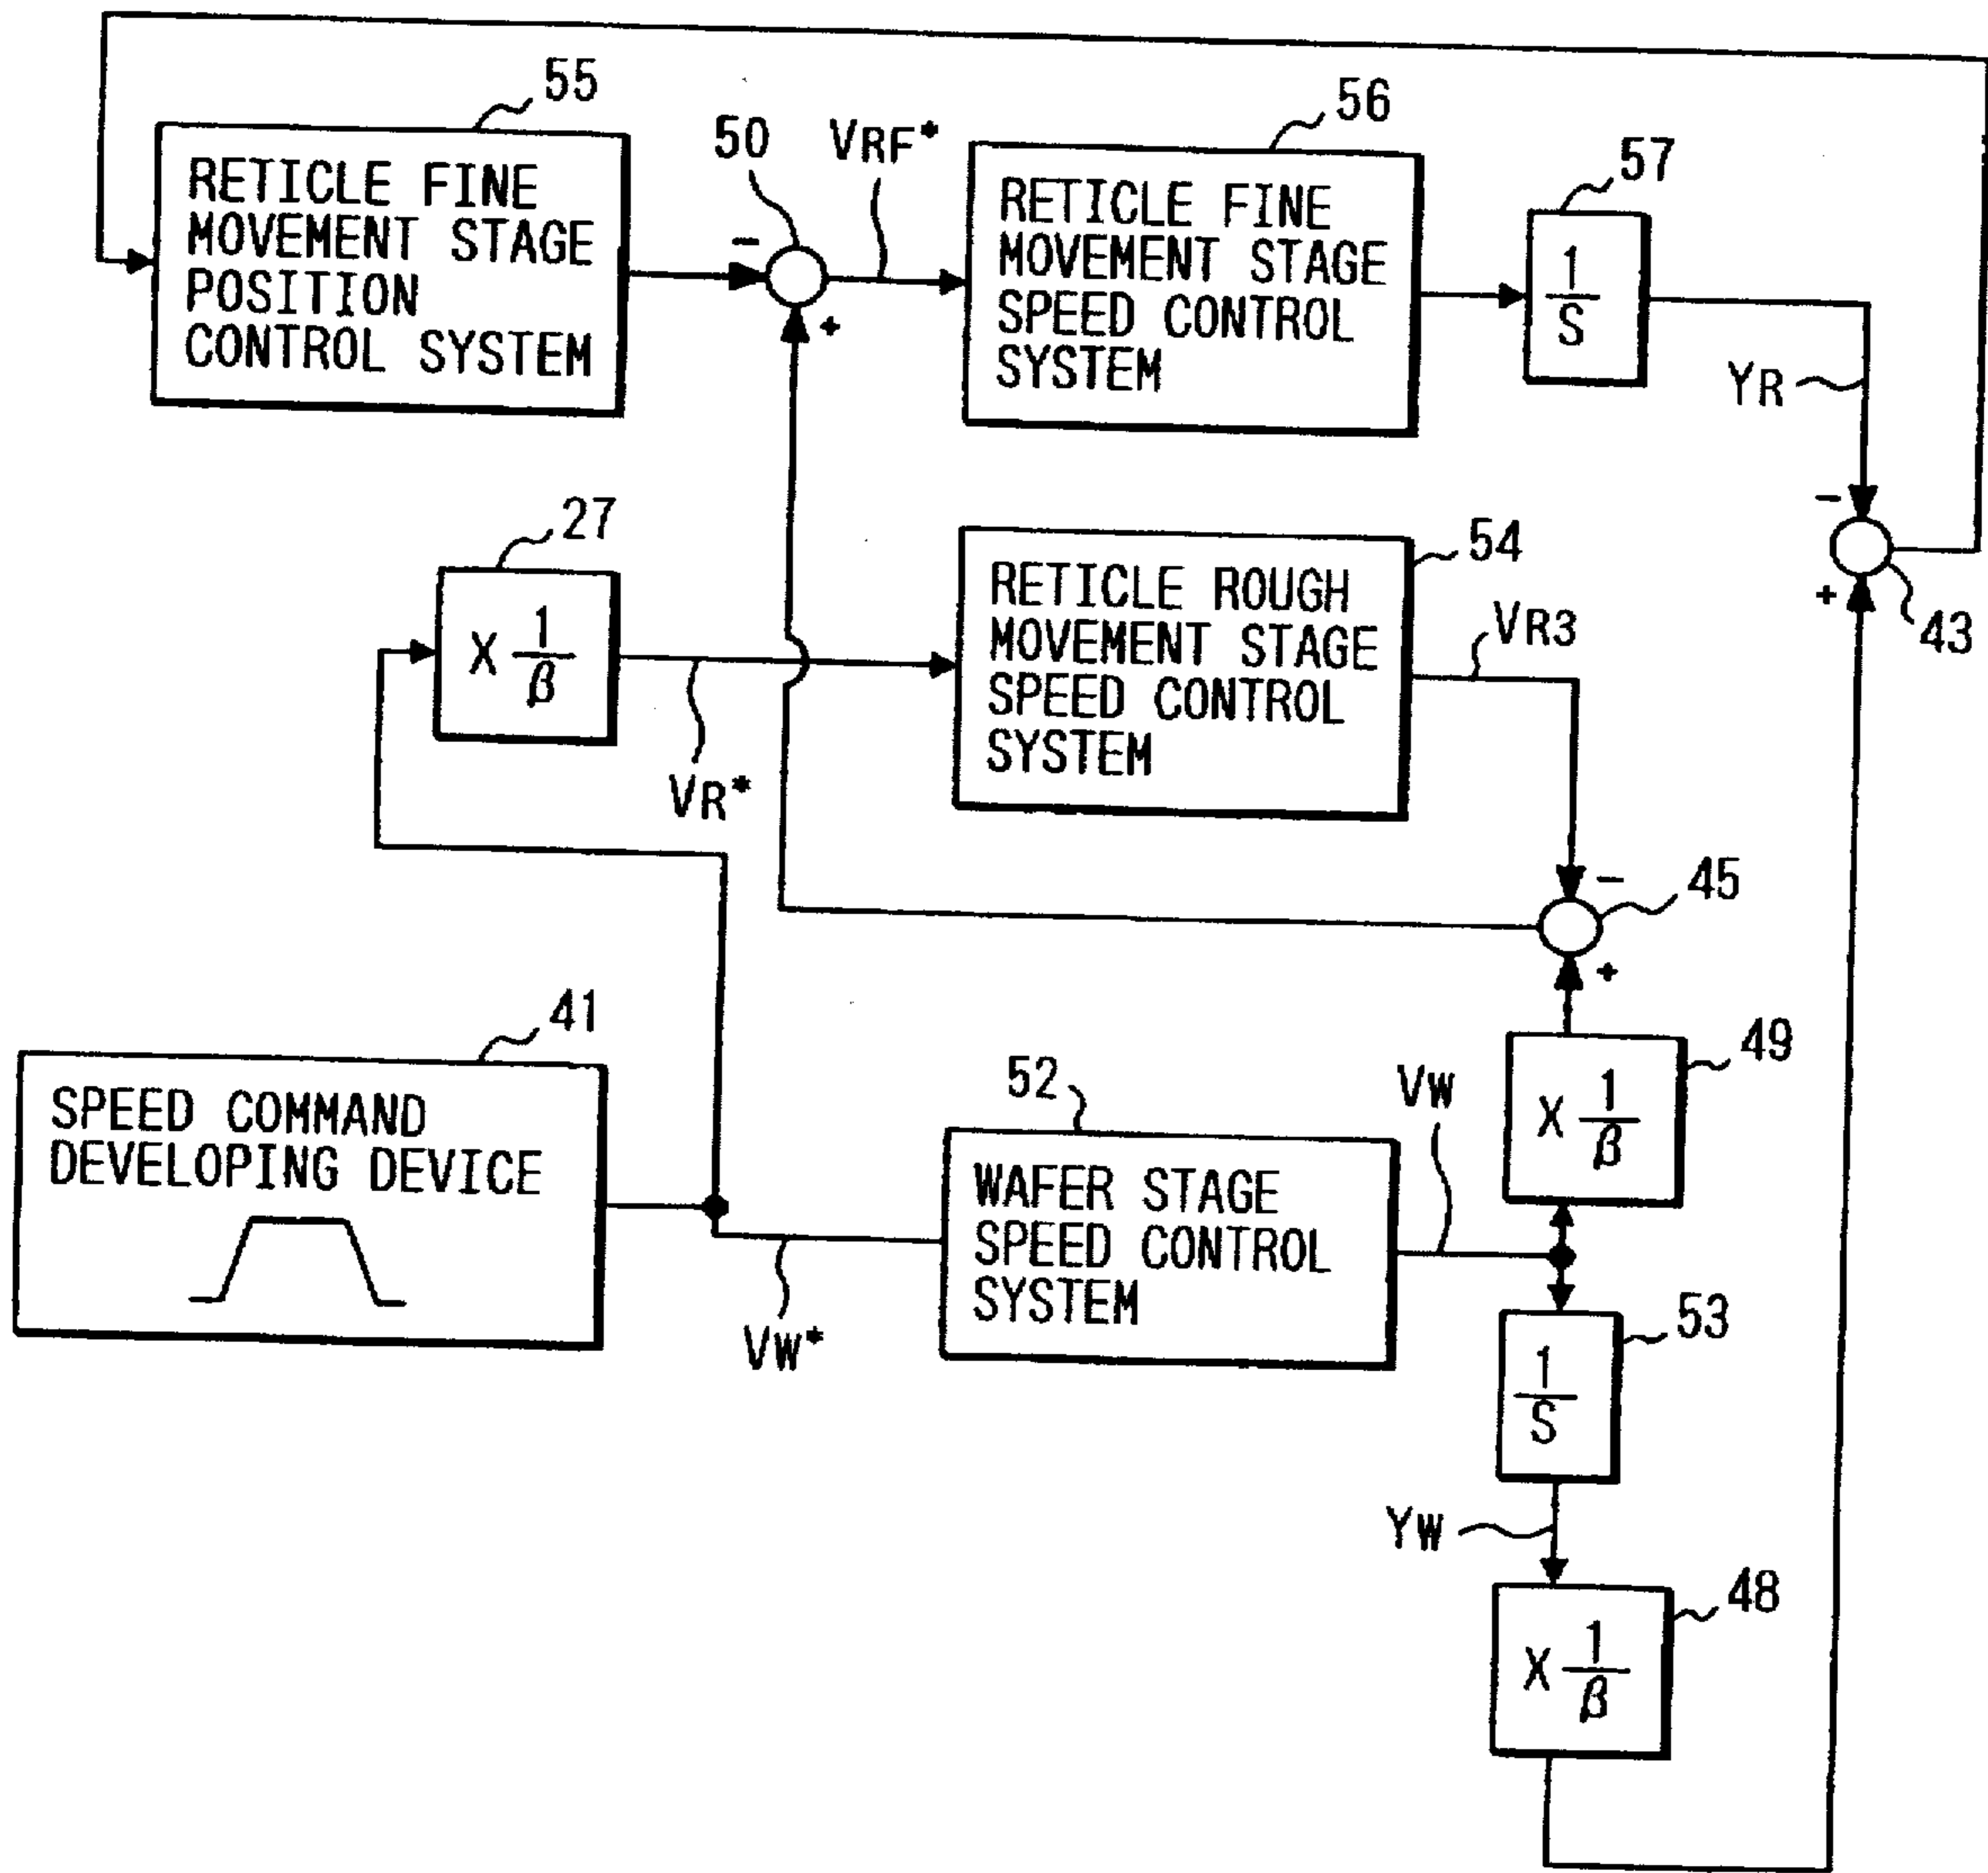 55
RETICLE FINE
MOVEMENT STAGE
POSITION
CONTROL SYSTEM
50
-
+
VRF*
56
RETICLE FINE
MOVEMENT STAGE
SPEED CONTROL
SYSTEM
57
1
S
YR
-
+
43
27
X 1
β
VR*
54
RETICLE ROUGH
MOVEMENT STAGE
SPEED CONTROL
SYSTEM
VR3
-
45
+
41
SPEED COMMAND
DEVELOPING DEVICE
VW*
52
WAFER STAGE
SPEED CONTROL
SYSTEM
VW
49
X 1
β
53
1
S
YW
48
X 1
β